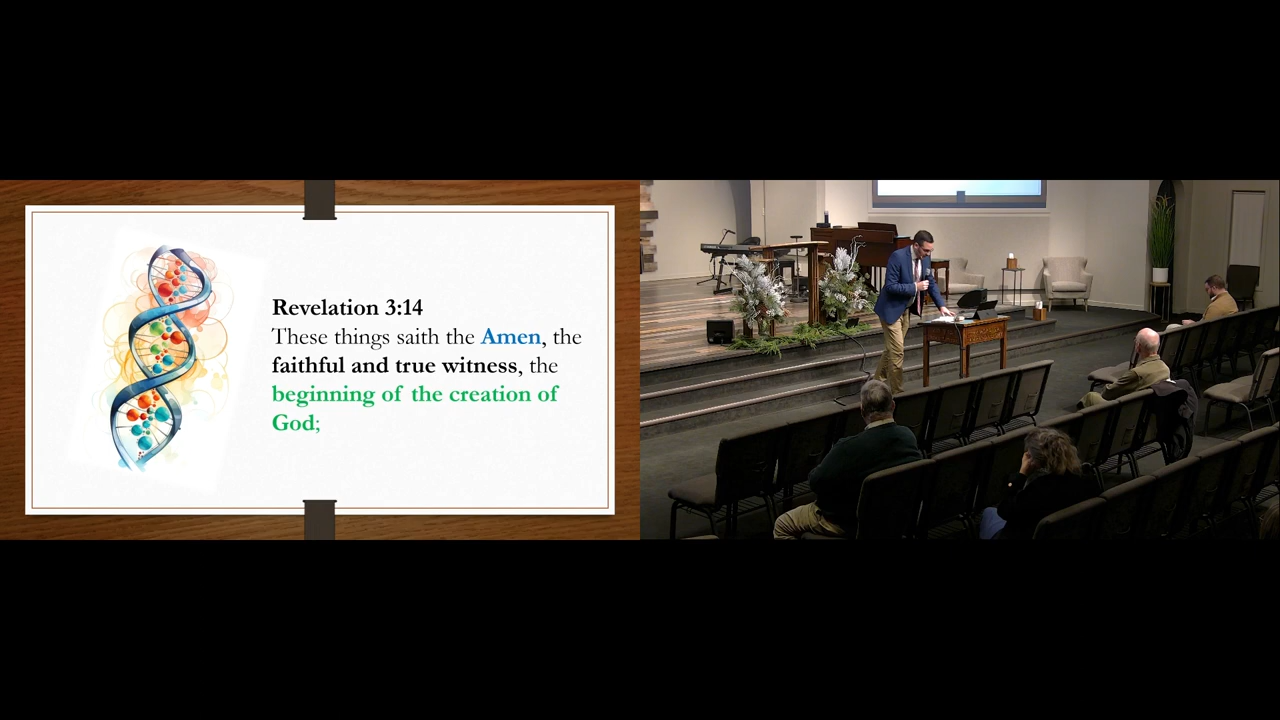 Revelation 3:14
These things saith the Amen, the
faithful and true witness, the
beginning of the creation of
God;